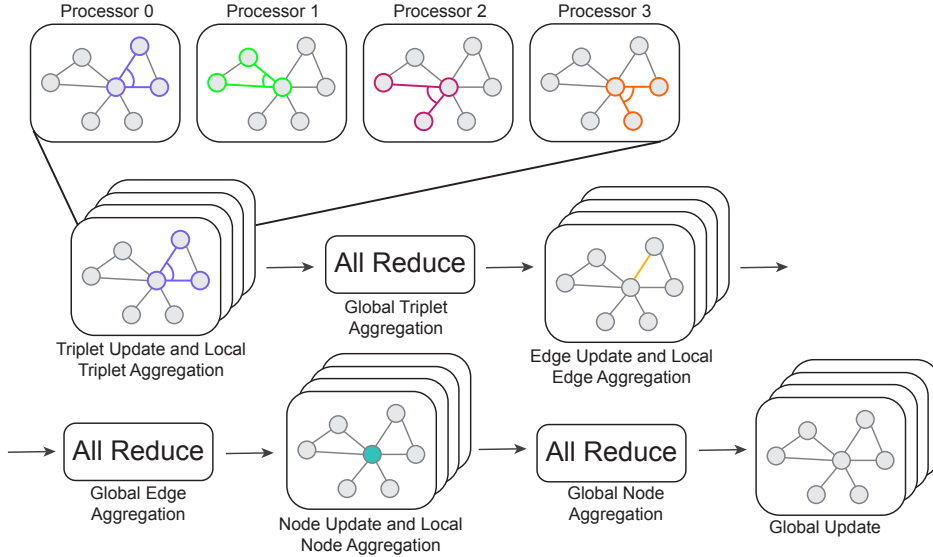 Processor 0
Processor 1
Processor 2
Processor 3
All Reduce
Global Triplet
Aggregation
Triplet Update and Local
Triplet Aggregation
Edge Update and Local
Edge Aggregation
All Reduce
Global Edge
Aggregation
Node Update and Local
Node Aggregation
All Reduce
Global Node
Aggregation
Global Update